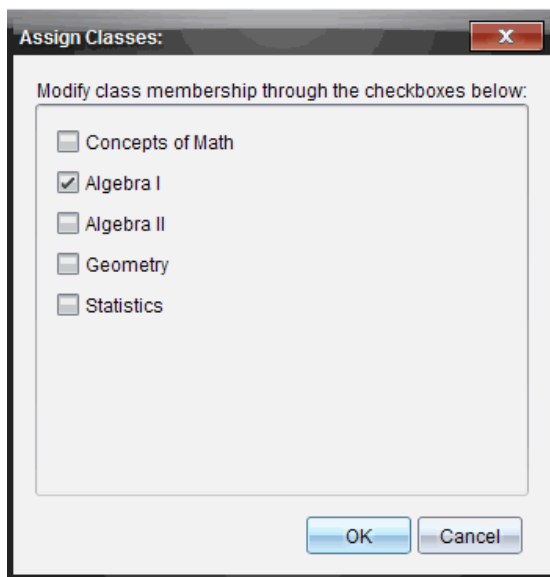 Assign Classes:
x
Modify class membership through the checkboxes below:
Concepts of Math
Algebra I
Algebra II
Geometry
Statistics
OK Cancel